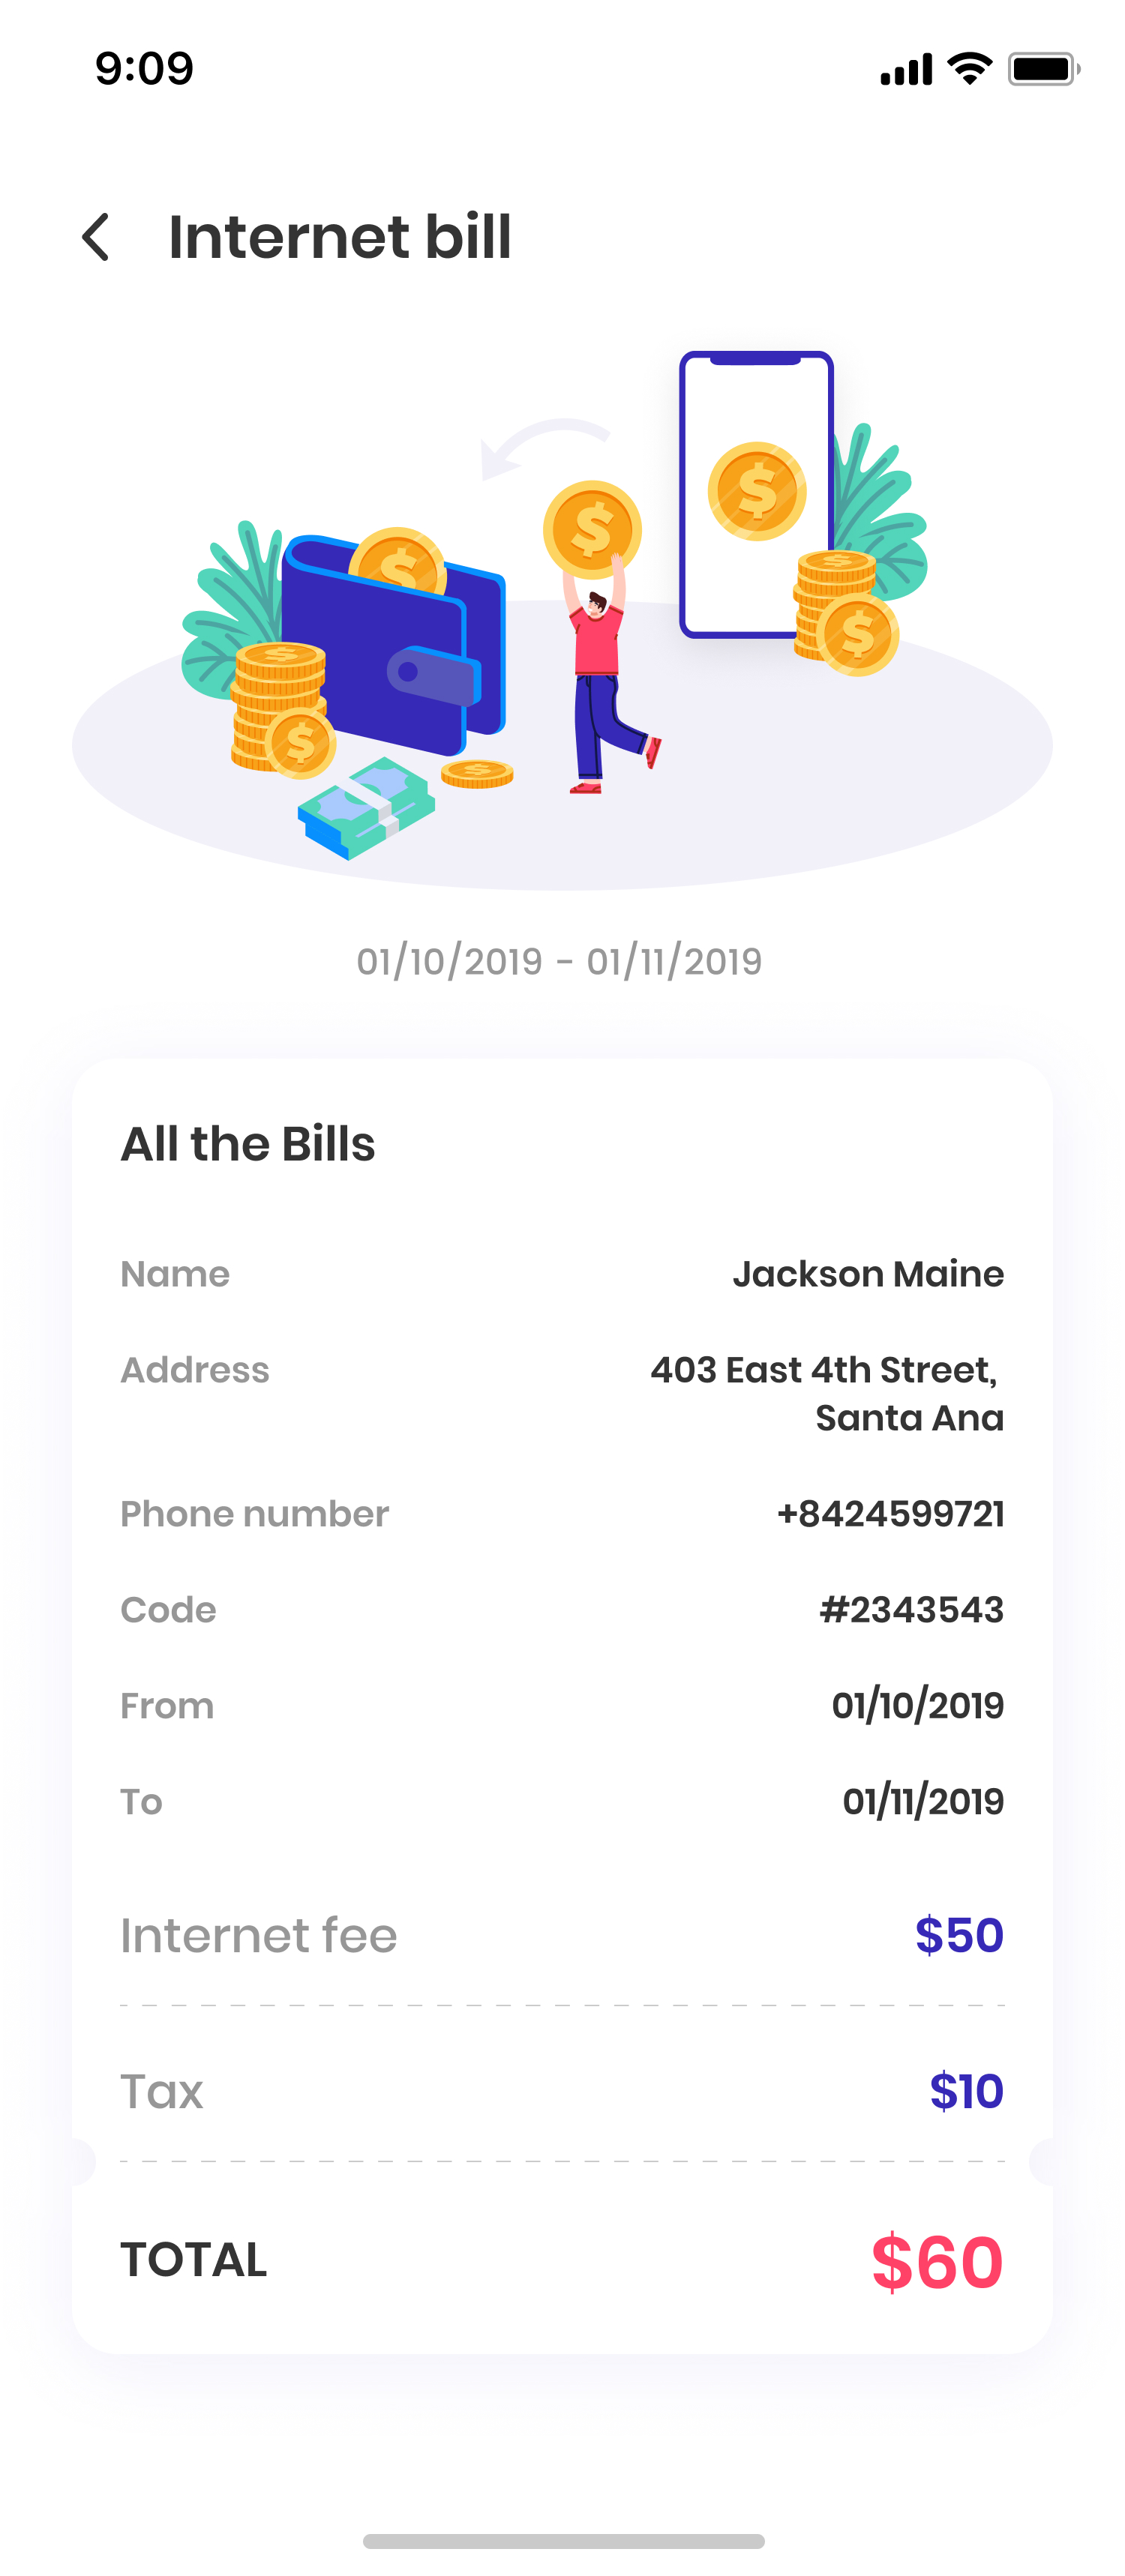 9:09
Internet bill
01/10/2019 - 01/11/2019
All the Bills
Name
Jackson Maine
Address
403 East 4th Street,
Santa Ana
Phone number
+8424599721
Code
#2343543
From
01/10/2019
To
01/11/2019
Internet fee
$50
Tax
$10
TOTAL
$60